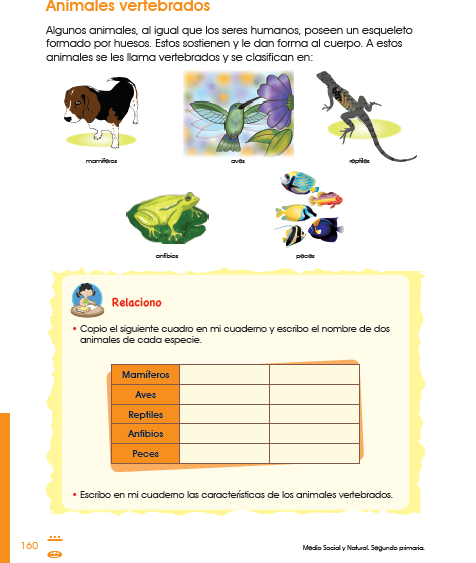 Animales vertebrados
Algunos animales, al igual que los seres humanos, poseen un esqueleto
formado por huesos. Estos sostienen y le dan forma al cuerpo. A estos
animales se les llama vertebrados y se clasifican en:
mamíferos
aves
reptiles
anfibios
peces
Relaciono
• Copio el siguiente cuadro en mi cuaderno y escribo el nombre de dos
animales de cada especie.
Mamíferos
Aves
Reptiles
Anfibios
Peces
• Escribo en mi cuaderno las características de los animales vertebrados.
160
Medio Social y Natural. Segundo primaria.